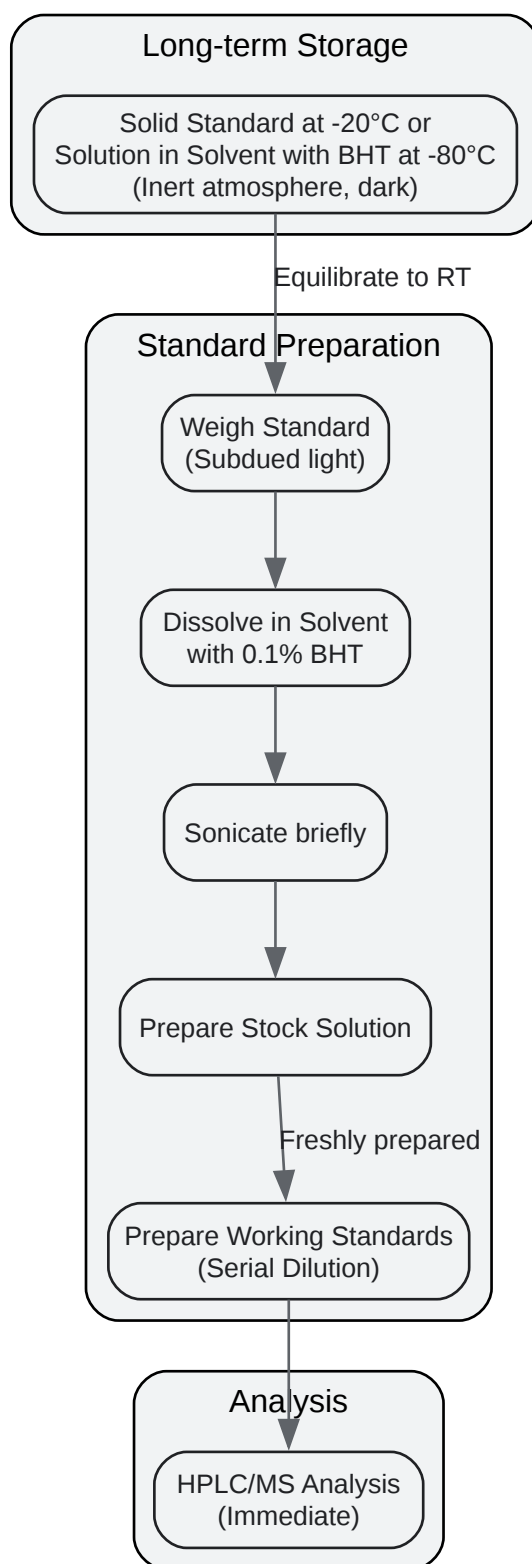 Long-term Storage
Solid Standard at -20°C or
Solution in Solvent with BHT at -80°C
(Inert atmosphere, dark)
Equilibrate to RT
Standard Preparation
Weigh Standard
(Subdued light)
Dissolve in Solvent
with 0.1% BHT
Sonicate briefly
Prepare Stock Solution
Freshly prepared
Prepare Working Standards
(Serial Dilution)
Analysis
HPLC/MS Analysis
(Immediate)